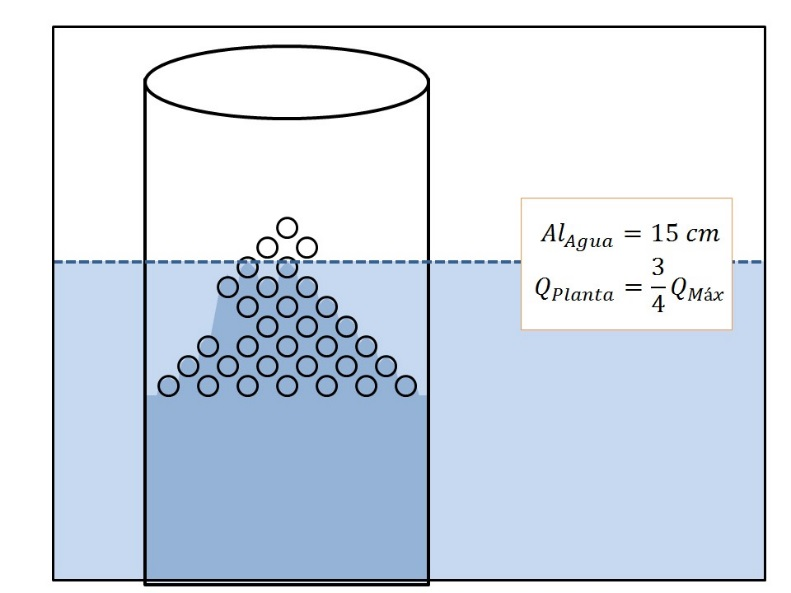 Al_Agua = 15 cm
Q_Planta = 3/4 Q_Máx